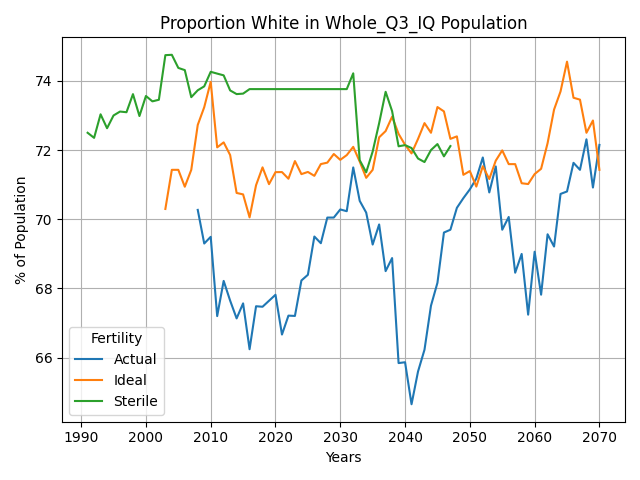 Proportion White in Whole_Q3_IQ Population
% of Population
74
72
70
68
66
Fertility
Actual
Ideal
Sterile
1990 2000 2010 2020 2030 2040 2050 2060 2070
Years